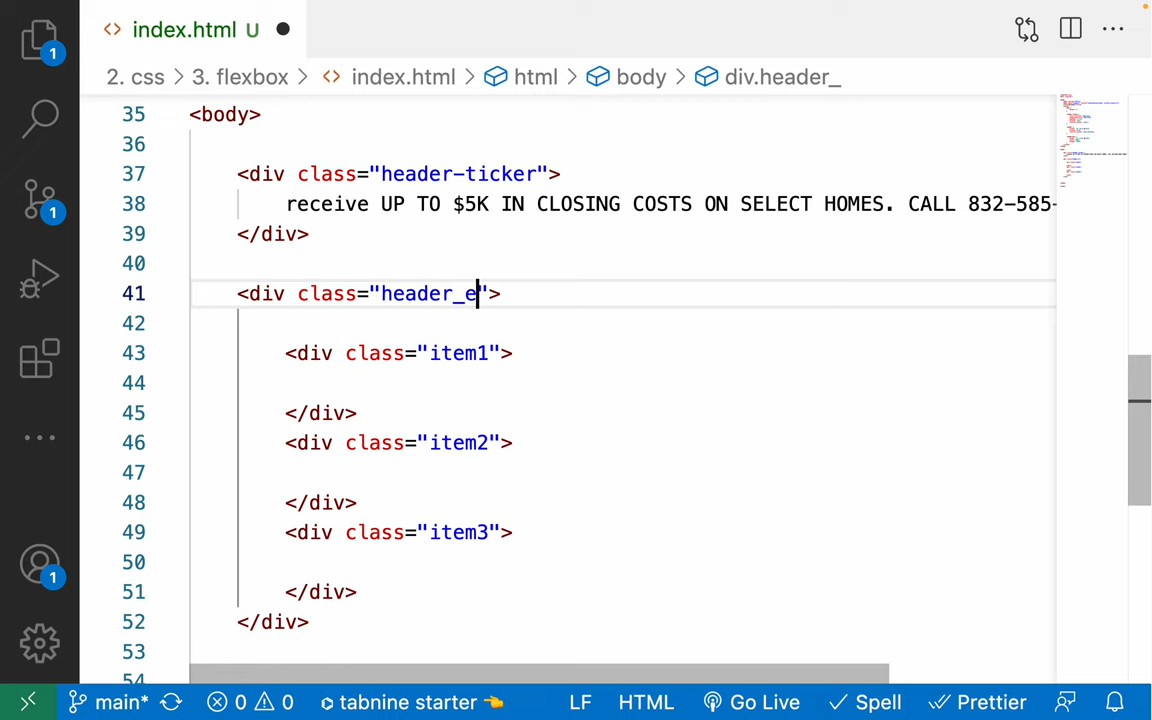 index.html U
2. css > 3. flexbox > index.html > html > body > div.header_
35 <body>
36
37 <div class="header-ticker">
38 receive UP TO $5K IN CLOSING COSTS ON SELECT HOMES. CALL 832-585-
39 </div>
40
41 <div class="header_e">
42
43 <div class="item1">
44
45 </div>
46 <div class="item2">
47
48 </div>
49 <div class="item3">
50
51 </div>
52 </div>
53
54
1
1
1
main* 0 0 tabnine starter LF HTML Go Live Spell Prettier